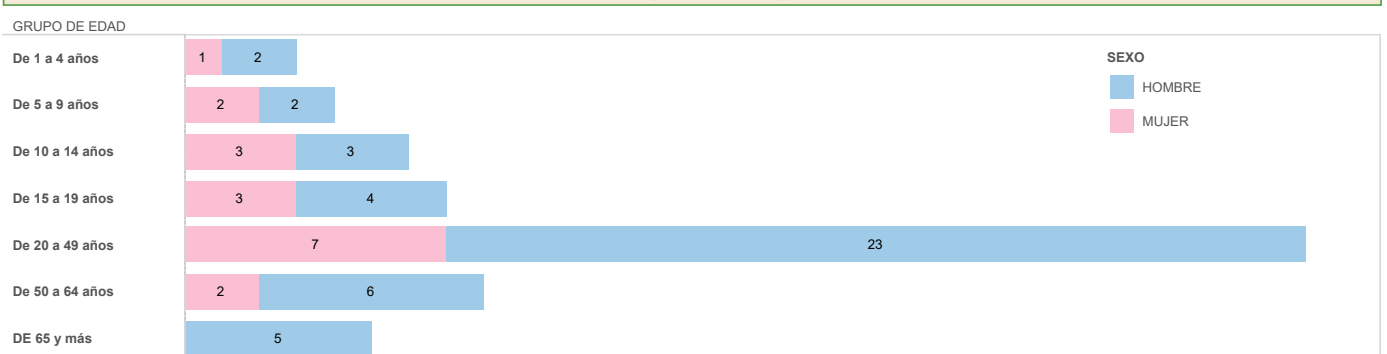 GRUPO DE EDAD
De 1 a 4 años 1 2
SEXO
HOMBRE
MUJER
De 5 a 9 años 2 2
De 10 a 14 años 3 3
De 15 a 19 años 3 4
De 20 a 49 años 7 23
De 50 a 64 años 2 6
DE 65 y más 5